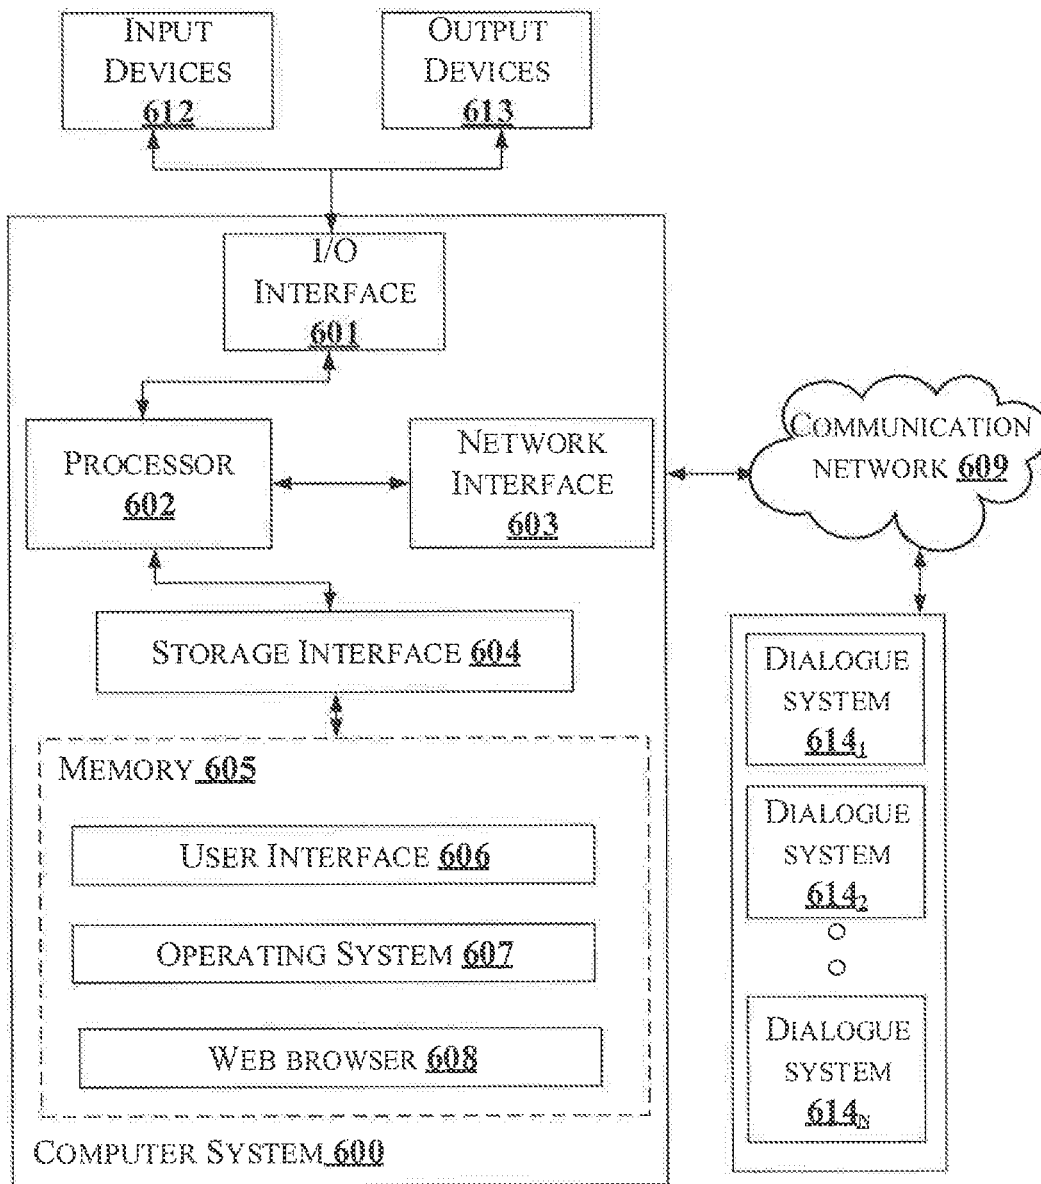 INPUT
DEVICES
612
OUTPUT
DEVICES
613
I/O
INTERFACE
601
PROCESSOR
602
NETWORK
INTERFACE
603
COMMUNICATION
NETWORK 609
STORAGE INTERFACE 604
MEMORY 605
USER INTERFACE 606
OPERATING SYSTEM 607
WEB BROWSER 608
COMPUTER SYSTEM 600
DIALOGUE
SYSTEM
614₁
DIALOGUE
SYSTEM
614₂
DIALOGUE
SYSTEM
614N